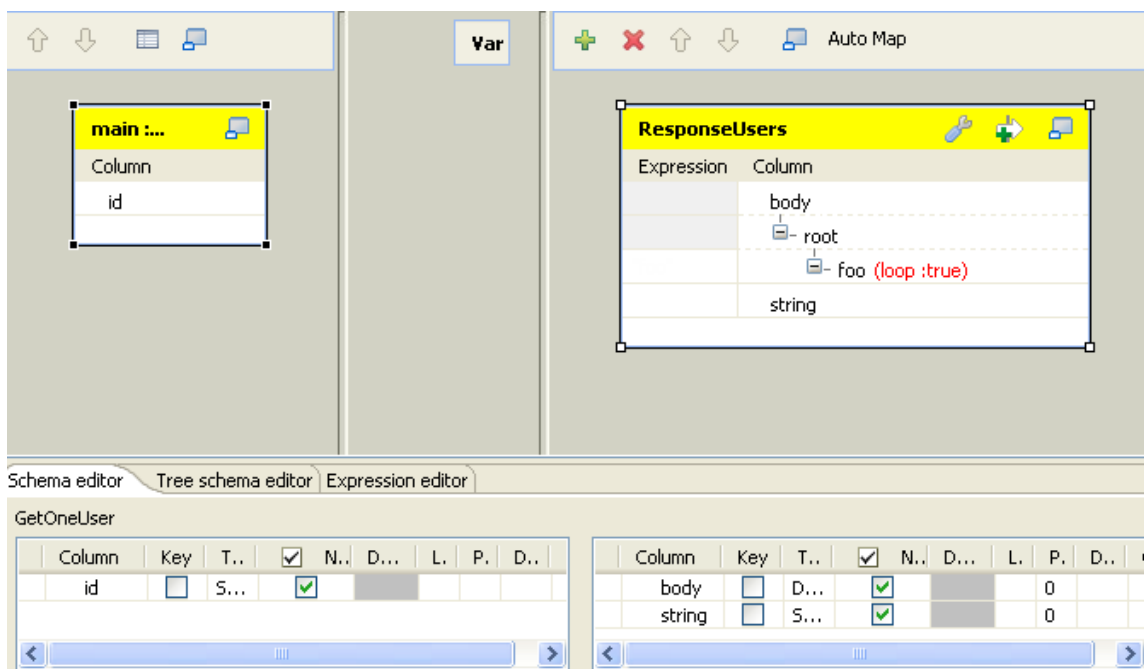 Var
Auto Map
main :...
Column
id
ResponseUsers
Expression Column
body
root
foo (loop :true)
string
Schema editor Tree schema editor Expression editor
GetOneUser
Column Key T... N... D... L. P. D...
id S...
Column Key T... N... D... L. P. D...
body D... 0
string S... 0